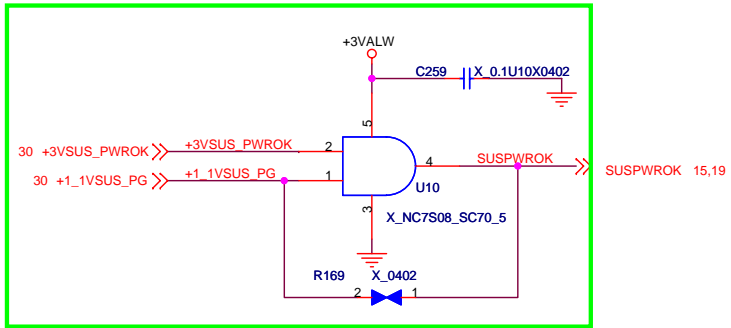 +3VALW
C259 X_0.1U10X0402
5
30 +3VSUS_PWROK +3VSUS_PWROK 2
4 SUSPWROK SUSPWROK 15,19
30 +1_1VSUS_PG +1_1VSUS_PG 1
U10
3
X_NC7S08_SC70_5
R169 X_0402
2 1